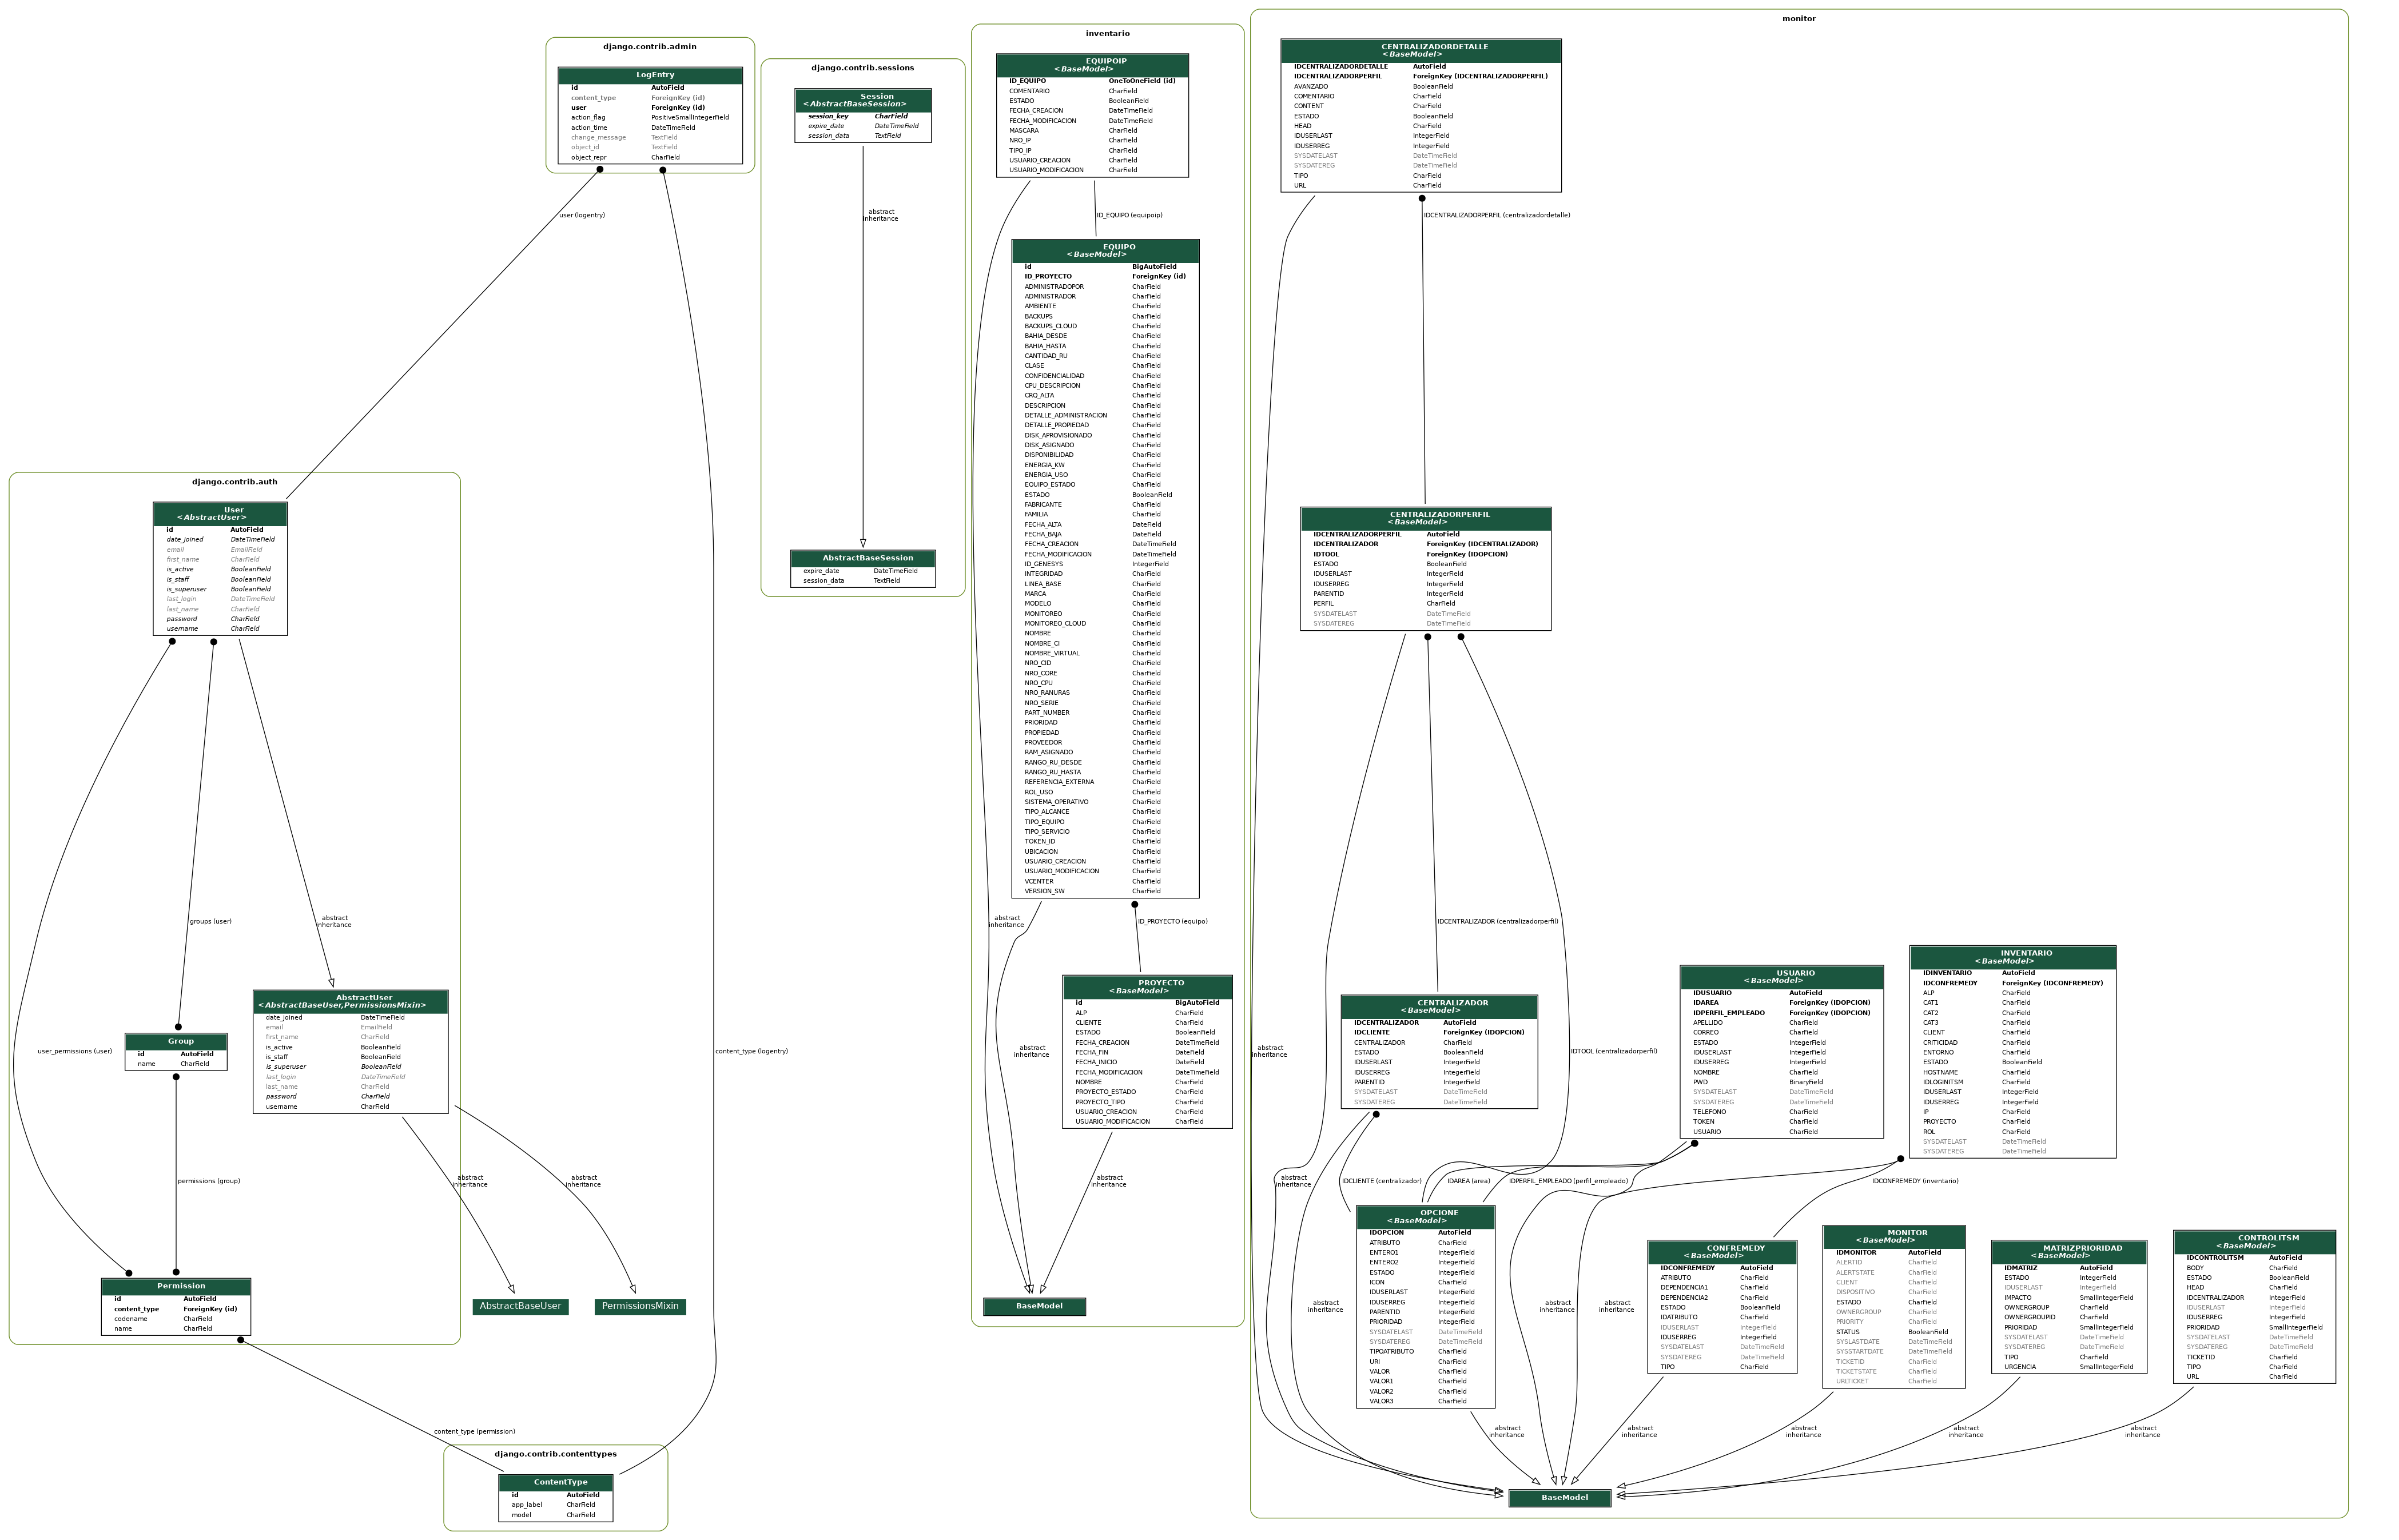 django.contrib.admin
LogEntry
id AutoField
content_type ForeignKey (id)
user ForeignKey (id)
action_flag PositiveSmallIntegerField
action_time DateTimeField
change_message TextField
object_id TextField
object_repr CharField
user (logentry)
content_type (logentry)
django.contrib.auth
User
<AbstractUser>
id AutoField
date_joined DateTimeField
email EmailField
first_name CharField
is_active BooleanField
is_staff BooleanField
is_superuser BooleanField
last_login DateTimeField
last_name CharField
password CharField
username CharField
user_permissions (user)
groups (user)
abstract
inheritance
Group
id AutoField
name CharField
permissions (group)
AbstractUser
<AbstractBaseUser,PermissionsMixin>
date_joined DateTimeField
email EmailField
first_name CharField
is_active BooleanField
is_staff BooleanField
is_superuser BooleanField
last_login DateTimeField
last_name CharField
password CharField
username CharField
abstract
inheritance
abstract
inheritance
AbstractBaseUser
PermissionsMixin
Permission
id AutoField
content_type ForeignKey (id)
codename CharField
name CharField
content_type (permission)
django.contrib.contenttypes
ContentType
id AutoField
app_label CharField
model CharField
django.contrib.sessions
Session
<AbstractBaseSession>
session_key CharField
expire_date DateTimeField
session_data TextField
abstract
inheritance
AbstractBaseSession
expire_date DateTimeField
session_data TextField
inventario
EQUIPOIP
<BaseModel>
ID_EQUIPO OneToOneField (id)
COMENTARIO CharField
ESTADO BooleanField
FECHA_CREACION DateTimeField
FECHA_MODIFICACION DateTimeField
MASCARA CharField
NRO_IP CharField
TIPO_IP CharField
USUARIO_CREACION CharField
USUARIO_MODIFICACION CharField
ID_EQUIPO (equipoip)
EQUIPO
<BaseModel>
id BigAutoField
ID_PROYECTO ForeignKey (id)
ADMINISTRADOPOR CharField
ADMINISTRADOR CharField
AMBIENTE CharField
BACKUPS CharField
BACKUPS_CLOUD CharField
BAHIA_DESDE CharField
BAHIA_HASTA CharField
CANTIDAD_RU CharField
CLASE CharField
CONFIDENCIALIDAD CharField
CPU_DESCRIPCION CharField
CRQ_ALTA CharField
DESCRIPCION CharField
DETALLE_ADMINISTRACION CharField
DETALLE_PROPIEDAD CharField
DISK_APROVISIONADO CharField
DISK_ASIGNADO CharField
DISPONIBILIDAD CharField
ENERGIA_KW CharField
ENERGIA_USO CharField
EQUIPO_ESTADO CharField
ESTADO BooleanField
FABRICANTE CharField
FAMILIA CharField
FECHA_ALTA DateField
FECHA_BAJA DateField
FECHA_CREACION DateTimeField
FECHA_MODIFICACION DateTimeField
ID_GENESYS IntegerField
INTEGRIDAD CharField
LINEA_BASE CharField
MARCA CharField
MODELO CharField
MONITOREO CharField
MONITOREO_CLOUD CharField
NOMBRE CharField
NOMBRE_CI CharField
NOMBRE_VIRTUAL CharField
NRO_CID CharField
NRO_CORE CharField
NRO_CPU CharField
NRO_RANURAS CharField
NRO_SERIE CharField
PART_NUMBER CharField
PRIORIDAD CharField
PROPIEDAD CharField
PROVEEDOR CharField
RAM_ASIGNADO CharField
RANGO_RU_DESDE CharField
RANGO_RU_HASTA CharField
REFERENCIA_EXTERNA CharField
ROL_USO CharField
SISTEMA_OPERATIVO CharField
TIPO_ALCANCE CharField
TIPO_EQUIPO CharField
TIPO_SERVICIO CharField
TOKEN_ID CharField
UBICACION CharField
USUARIO_CREACION CharField
USUARIO_MODIFICACION CharField
VCENTER CharField
VERSION_SW CharField
abstract
inheritance
ID_PROYECTO (equipo)
abstract
inheritance
PROYECTO
<BaseModel>
id BigAutoField
ALP CharField
CLIENTE CharField
ESTADO BooleanField
FECHA_CREACION DateTimeField
FECHA_FIN DateField
FECHA_INICIO DateField
FECHA_MODIFICACION DateTimeField
NOMBRE CharField
PROYECTO_ESTADO CharField
PROYECTO_TIPO CharField
USUARIO_CREACION CharField
USUARIO_MODIFICACION CharField
abstract
inheritance
BaseModel
monitor
CENTRALIZADORDETALLE
<BaseModel>
IDCENTRALIZADORDETALLE AutoField
IDCENTRALIZADORPERFIL ForeignKey (IDCENTRALIZADORPERFIL)
AVANZADO BooleanField
COMENTARIO CharField
CONTENT CharField
ESTADO BooleanField
HEAD CharField
IDUSERLAST IntegerField
IDUSERREG IntegerField
SYSDATELAST DateTimeField
SYSDATEREG DateTimeField
TIPO CharField
URL CharField
IDCENTRALIZADORPERFIL (centralizadordetalle)
CENTRALIZADORPERFIL
<BaseModel>
IDCENTRALIZADORPERFIL AutoField
IDCENTRALIZADOR ForeignKey (IDCENTRALIZADOR)
IDTOOL ForeignKey (IDOPCION)
ESTADO BooleanField
IDUSERLAST IntegerField
IDUSERREG IntegerField
PARENTID IntegerField
PERFIL CharField
SYSDATELAST DateTimeField
SYSDATEREG DateTimeField
IDCENTRALIZADOR (centralizadorperfil)
abstract
inheritance
IDTOOL (centralizadorperfil)
CENTRALIZADOR
<BaseModel>
IDCENTRALIZADOR AutoField
IDCLIENTE ForeignKey (IDOPCION)
CENTRALIZADOR CharField
ESTADO BooleanField
IDUSERLAST IntegerField
IDUSERREG IntegerField
PARENTID IntegerField
SYSDATELAST DateTimeField
SYSDATEREG DateTimeField
USUARIO
<BaseModel>
IDUSUARIO AutoField
IDAREA ForeignKey (IDOPCION)
IDPERFIL_EMPLEADO ForeignKey (IDOPCION)
APELLIDO CharField
CORREO CharField
ESTADO IntegerField
IDUSERLAST IntegerField
IDUSERREG IntegerField
NOMBRE CharField
PWD BinaryField
SYSDATELAST DateTimeField
SYSDATEREG DateTimeField
TELEFONO CharField
TOKEN CharField
USUARIO CharField
INVENTARIO
<BaseModel>
IDINVENTARIO AutoField
IDCONFREMEDY ForeignKey (IDCONFREMEDY)
ALP CharField
CAT1 CharField
CAT2 CharField
CAT3 CharField
CLIENT CharField
CRITICIDAD CharField
ENTORNO CharField
ESTADO BooleanField
HOSTNAME CharField
IDLOGINITSM CharField
IDUSERLAST IntegerField
IDUSERREG IntegerField
IP CharField
PROYECTO CharField
ROL CharField
SYSDATELAST DateTimeField
SYSDATEREG DateTimeField
abstract
inheritance
IDCLIENTE (centralizador)
IDAREA (area)
IDPERFIL_EMPLEADO (perfil_empleado)
IDCONFREMEDY (inventario)
OPCIONE
<BaseModel>
IDOPCION AutoField
ATRIBUTO CharField
ENTERO1 IntegerField
ENTERO2 IntegerField
ESTADO IntegerField
ICON CharField
IDUSERLAST IntegerField
IDUSERREG IntegerField
PARENTID IntegerField
PRIORIDAD IntegerField
SYSDATELAST DateTimeField
SYSDATEREG DateTimeField
TIPOATRIBUTO CharField
URI CharField
VALOR CharField
VALOR1 CharField
VALOR2 CharField
VALOR3 CharField
abstract
inheritance
abstract
inheritance
abstract
inheritance
CONFREMEDY
<BaseModel>
IDCONFREMEDY AutoField
ATRIBUTO CharField
DEPENDENCIA1 CharField
DEPENDENCIA2 CharField
ESTADO BooleanField
IDATRIBUTO CharField
IDUSERLAST IntegerField
IDUSERREG IntegerField
SYSDATELAST DateTimeField
SYSDATEREG DateTimeField
TIPO CharField
MONITOR
<BaseModel>
IDMONITOR AutoField
ALERTID CharField
ALERTSTATE CharField
CLIENT CharField
DISPOSITIVO CharField
ESTADO CharField
OWNERGROUP CharField
PRIORITY CharField
STATUS BooleanField
SYSLASTDATE DateTimeField
SYSSTARTDATE DateTimeField
TICKETID CharField
TICKETSTATE CharField
URLTICKET CharField
MATRIZPRIORIDAD
<BaseModel>
IDMATRIZ AutoField
ESTADO IntegerField
IDUSERLAST IntegerField
IMPACTO SmallIntegerField
OWNERGROUP CharField
OWNERGROUPID CharField
PRIORIDAD SmallIntegerField
SYSDATELAST DateTimeField
SYSDATEREG DateTimeField
TIPO CharField
URGENCIA SmallIntegerField
CONTROLITSM
<BaseModel>
IDCONTROLITSM AutoField
BODY CharField
ESTADO BooleanField
HEAD CharField
IDCENTRALIZADOR IntegerField
IDUSERLAST IntegerField
IDUSERREG IntegerField
PRIORIDAD SmallIntegerField
SYSDATELAST DateTimeField
SYSDATEREG DateTimeField
TICKETID CharField
TIPO CharField
URL CharField
abstract
inheritance
abstract
inheritance
abstract
inheritance
abstract
inheritance
abstract
inheritance
BaseModel